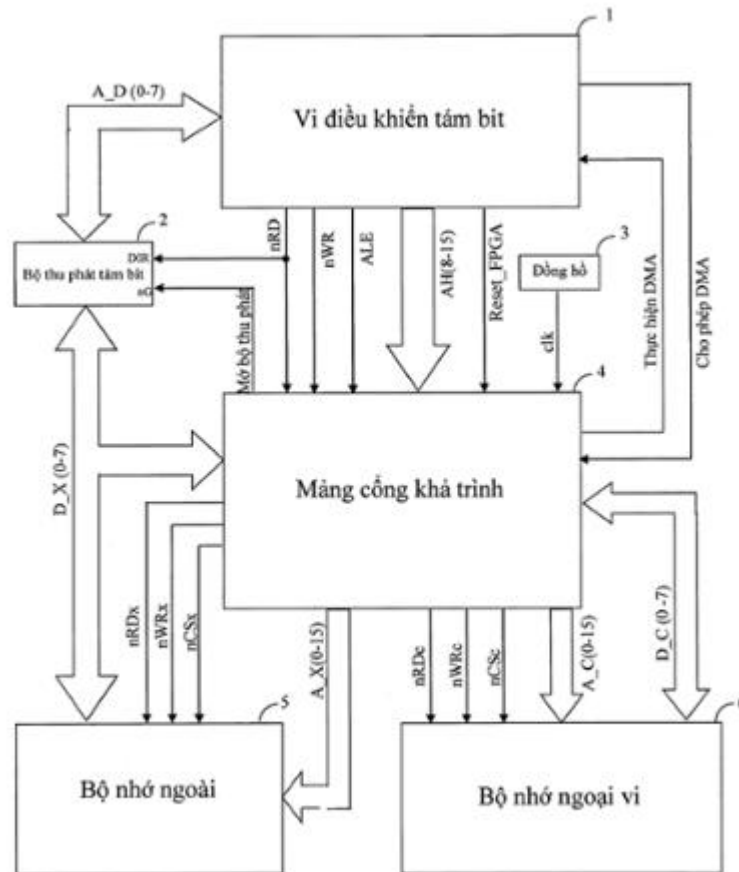 1
Vi điều khiển tám bit
A_D (0-7)
2
Bộ thu phát tám bit
DIR
nG
nRD
nWR
ALE
AH(8-15)
Reset_FPGA
3
Đồng hồ
clk
Thực hiện DMA
Cho phép DMA
Mở bộ thu phát
4
Mảng cổng khả trình
D_X (0-7)
nRDx
nWRx
nCSx
A_X(0-15)
nRDc
nWRc
nCSc
A_C(0-15)
D_C (0-7)
5
Bộ nhớ ngoài
Bộ nhớ ngoại vi